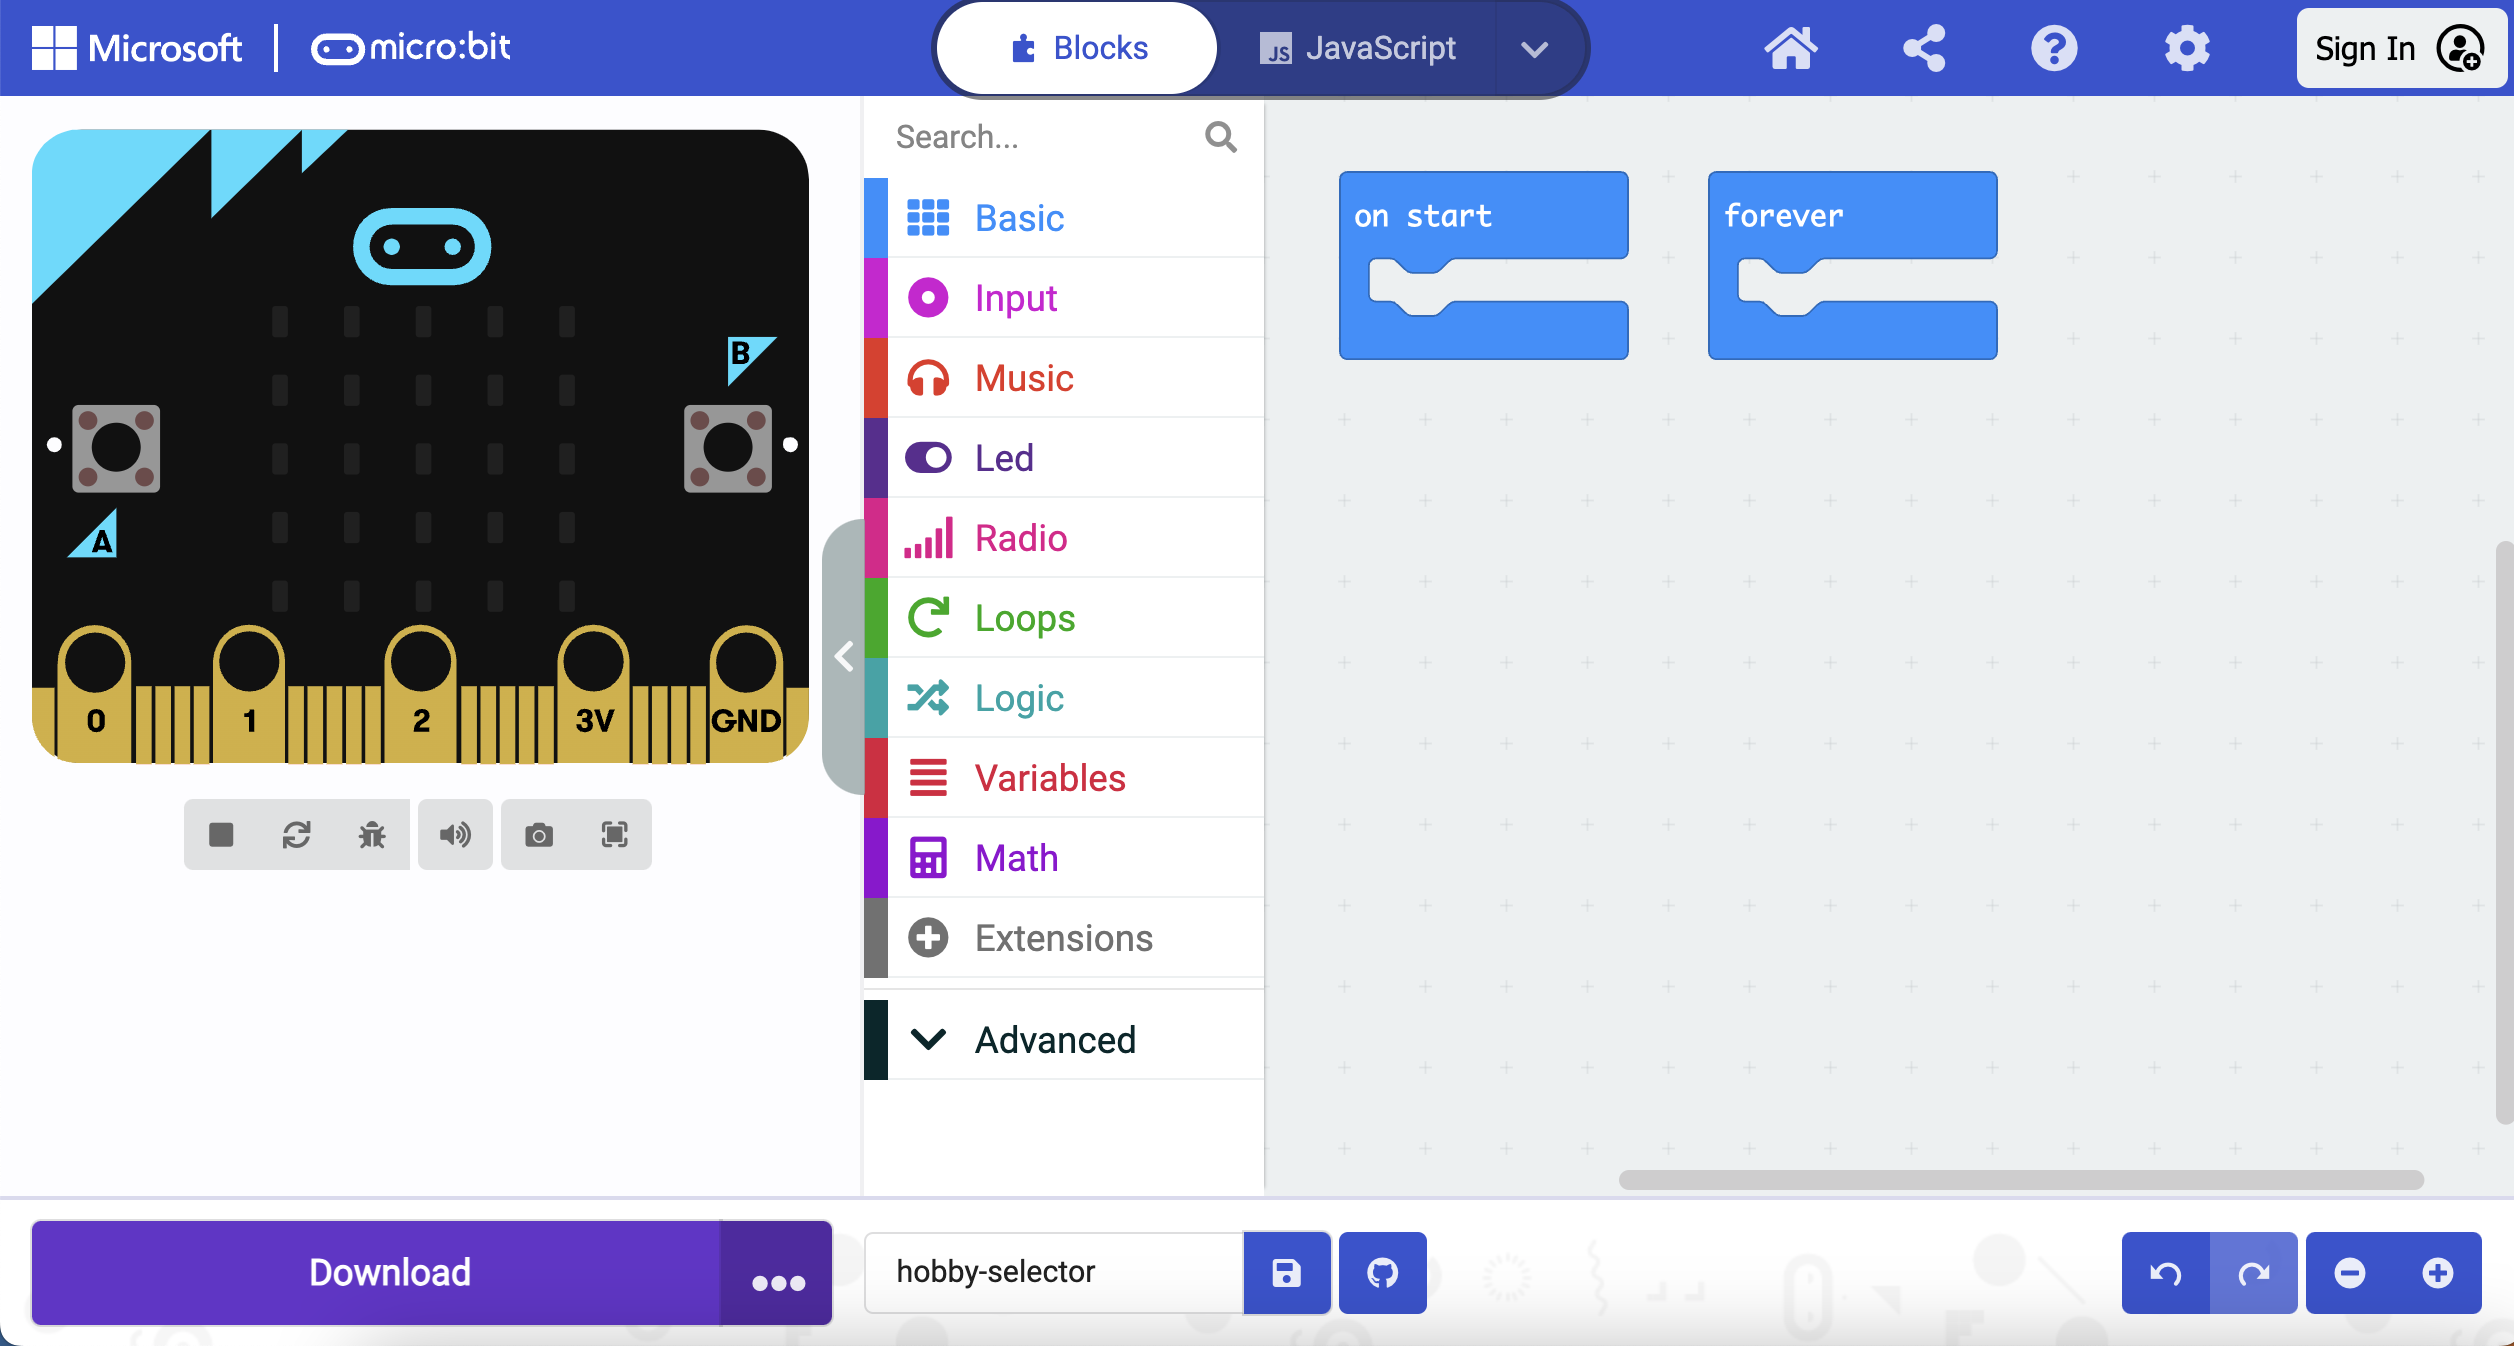 Microsoft micro:bit
Blocks
JS JavaScript
Sign In
B
A
0 1 2 3V GND
Search...
Basic
Input
Music
Led
Radio
Loops
Logic
Variables
Math
Extensions
Advanced
on start
forever
Download
hobby-selector